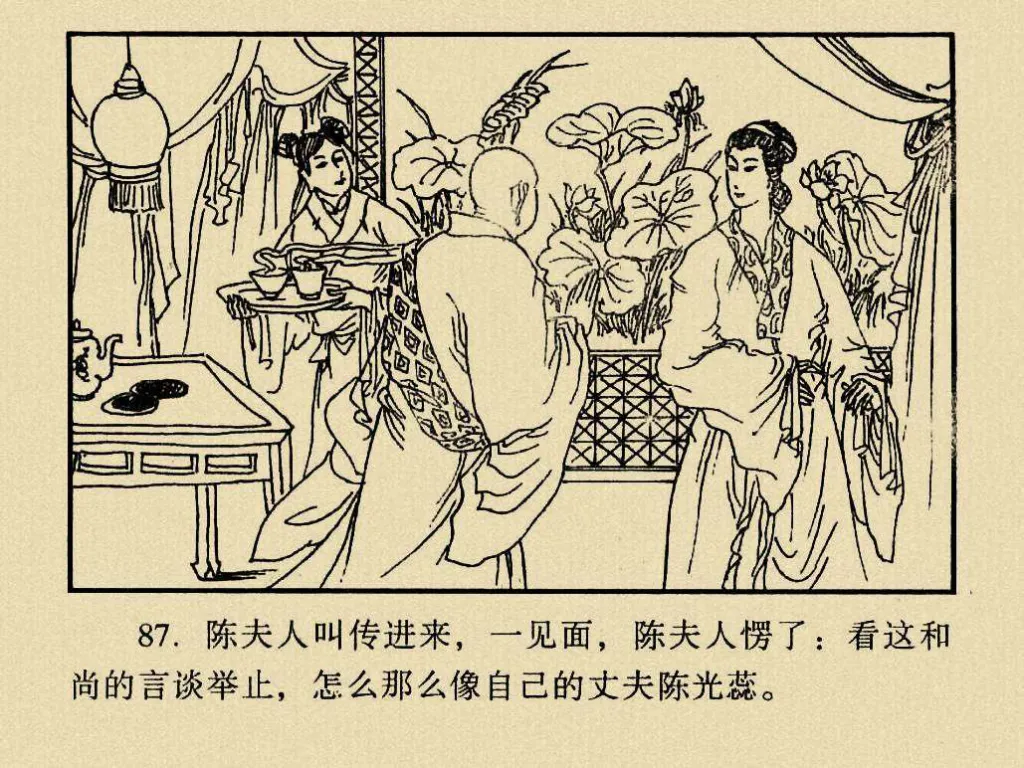 87. 陈夫人叫传进来，一见面，陈夫人愣了：看这和
尚的言谈举止，怎么那么像自己的丈夫陈光蕊。